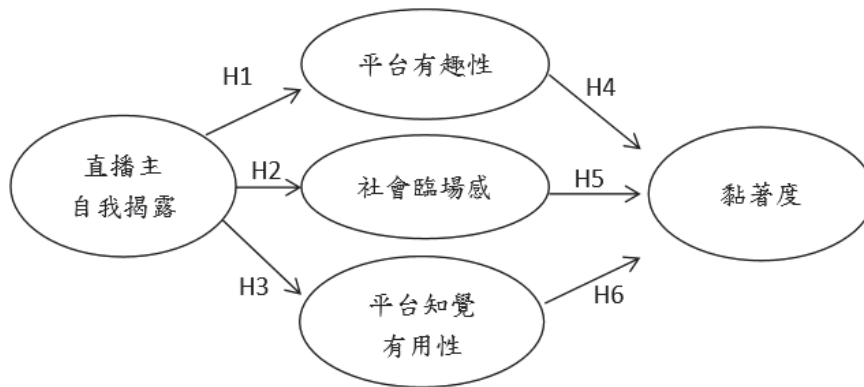 平台有趣性
H1
H4
直播主
自我揭露
H2
社會臨場感
H5
黏著度
H3
平台知覺
有用性
H6